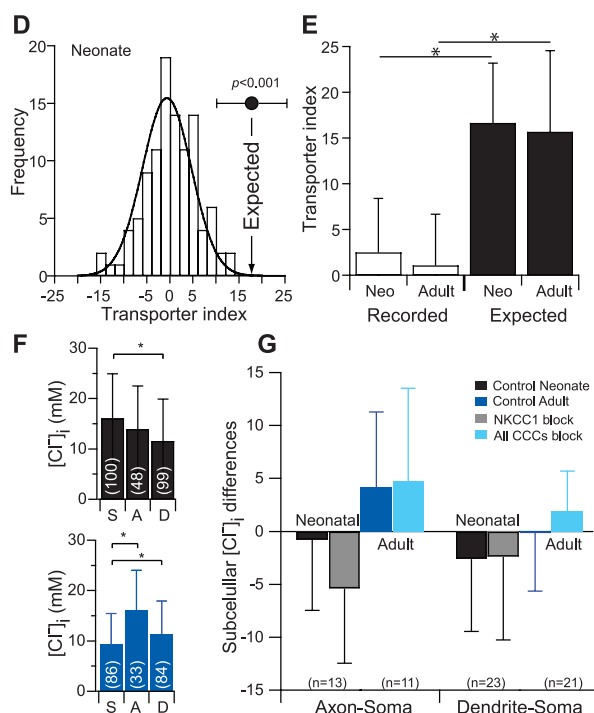 D
Neonate
20
15
10
5
0
Frequency
p<0.001
Expected
-25 -15 -5 0 5 15 25
Transporter index
E
30
25
20
15
10
5
0
Transporter index
* *
Neo Adult Neo Adult
Recorded Expected
F
30
20
10
0
[Cl-]i (mM)
*
(100) (48) (99)
S A D
30
20
10
0
[Cl-]i (mM)
*
*
(86) (33) (84)
S A D
G
Control Neonate
Control Adult
NKCC1 block
All CCCs block
15
10
5
0
-5
-10
-15
Subcelullar [Cl-]i differences
Neonatal Neonatal
Adult Adult
(n=13) (n=11) (n=23) (n=21)
Axon-Soma Dendrite-Soma